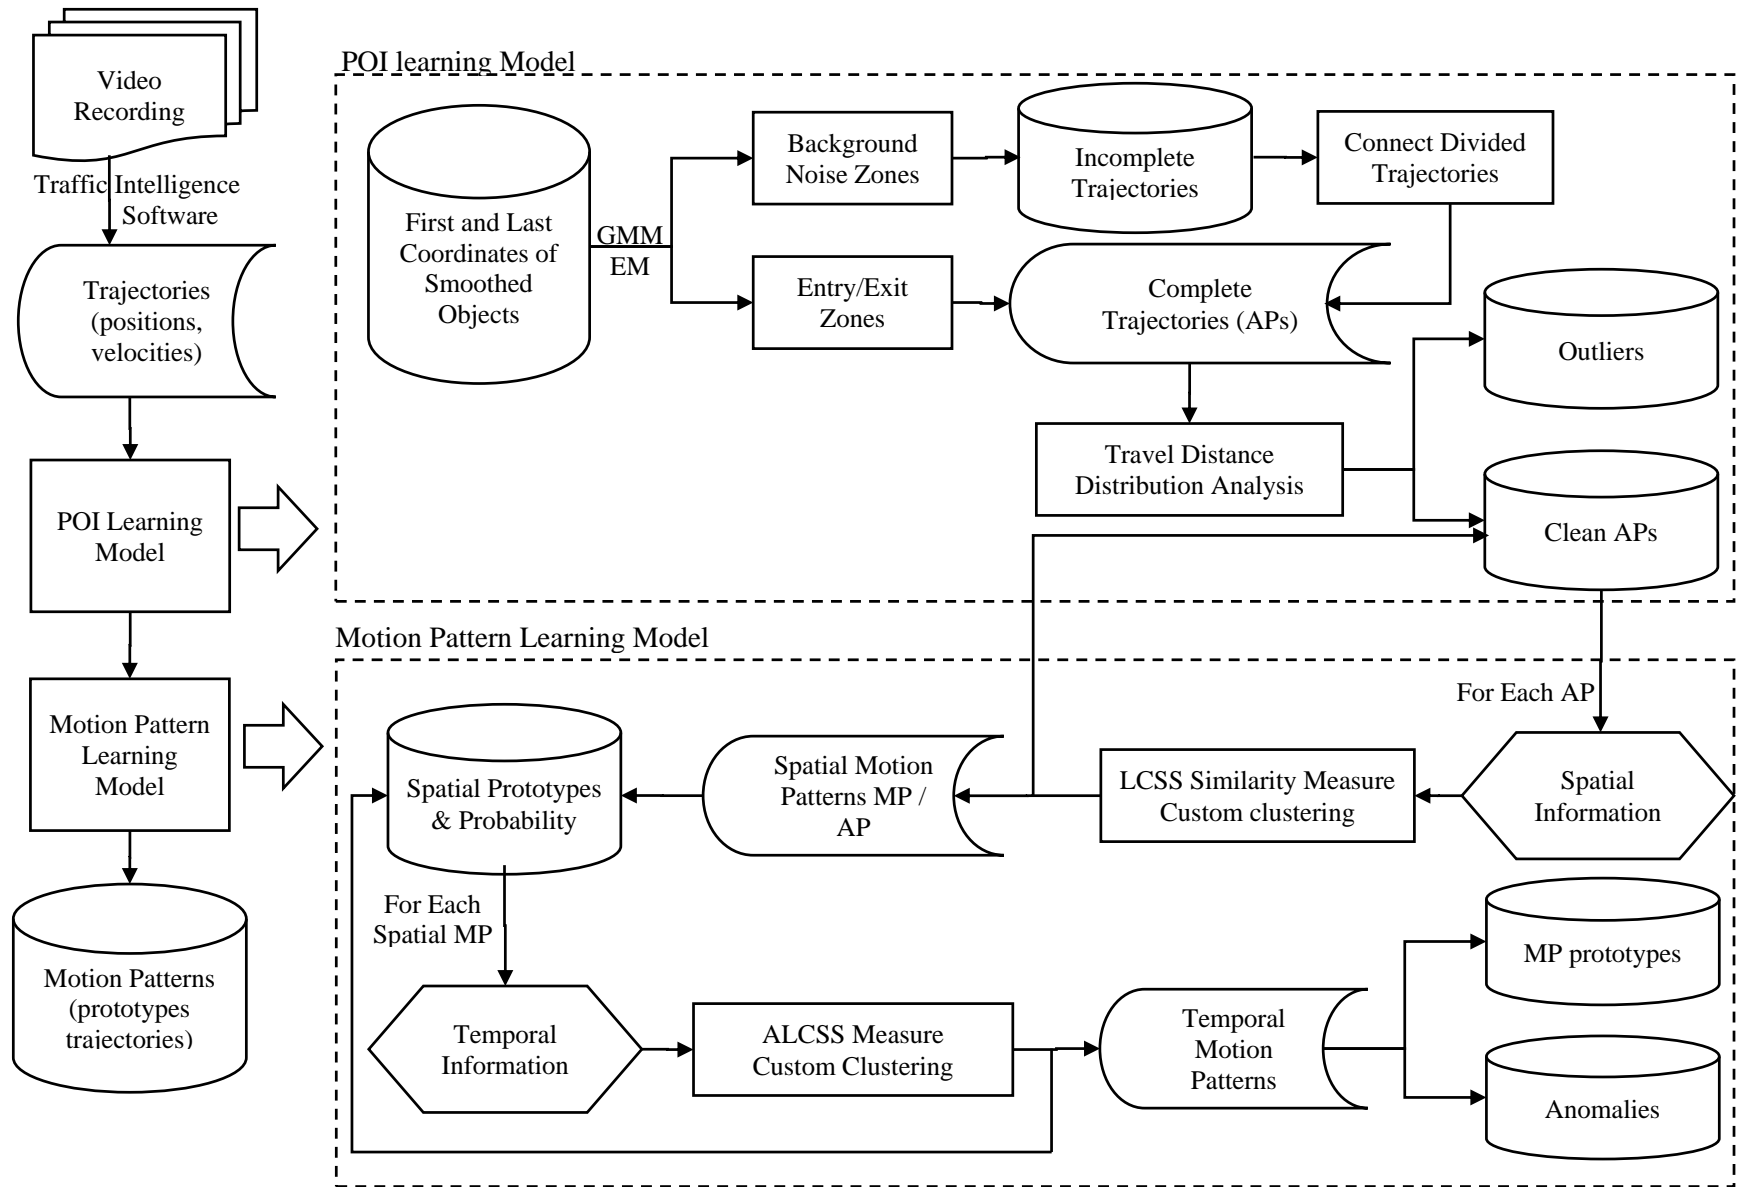 Video
Recording
Traffic Intelligence
Software
Trajectories
(positions,
velocities)
POI Learning
Model
Motion Pattern
Learning
Model
Motion Patterns
(prototypes
trajectories)
POI learning Model
First and Last
Coordinates of
Smoothed
Objects
GMM
EM
Background
Noise Zones
Incomplete
Trajectories
Connect Divided
Trajectories
Entry/Exit
Zones
Complete
Trajectories (APs)
Outliers
Travel Distance
Distribution Analysis
Clean APs
Motion Pattern Learning Model
For Each AP
Spatial
Information
LCSS Similarity Measure
Custom clustering
Spatial Motion
Patterns MP /
AP
Spatial Prototypes
& Probability
For Each
Spatial MP
Temporal
Information
ALCSS Measure
Custom Clustering
Temporal
Motion
Patterns
MP prototypes
Anomalies